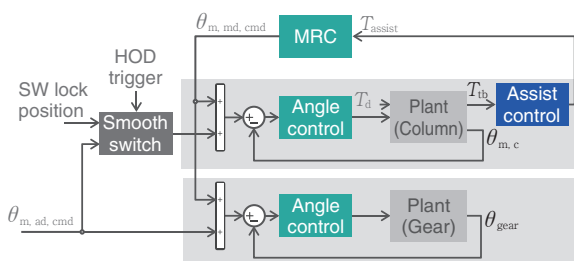 θm, md, cmd
MRC
Tassist
HOD
trigger
SW lock
position
Smooth
switch
+
+
+
−
Angle
control
Td
Plant
(Column)
Ttb
Assist
control
θm, c
θm, ad, cmd
+
+
+
−
Angle
control
Plant
(Gear)
θgear